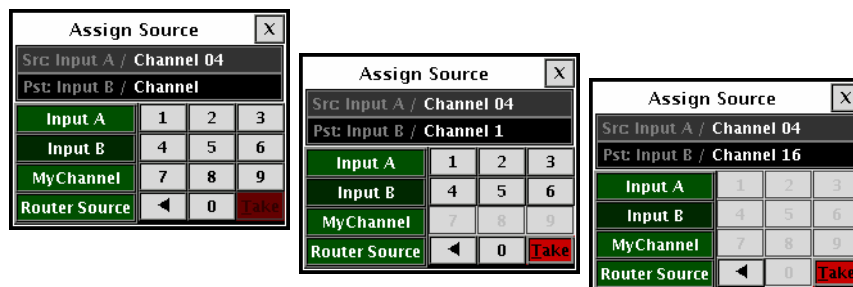 Assign Source X
Src: Input A / Channel 04
Pst: Input B / Channel
Input A 1 2 3
Input B 4 5 6
MyChannel 7 8 9
Router Source ◀ 0 Take
Assign Source X
Src: Input A / Channel 04
Pst: Input B / Channel 1
Input A 1 2 3
Input B 4 5 6
MyChannel 7 8 9
Router Source ◀ 0 Take
Assign Source X
Src: Input A / Channel 04
Pst: Input B / Channel 16
Input A 1 2 3
Input B 4 5 6
MyChannel 7 8 9
Router Source ◀ 0 Take